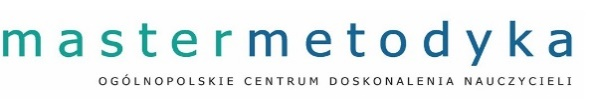 mastermetodyka
OGÓLNOPOLSKIE CENTRUM DOSKONALENIA NAUCZYCIELI